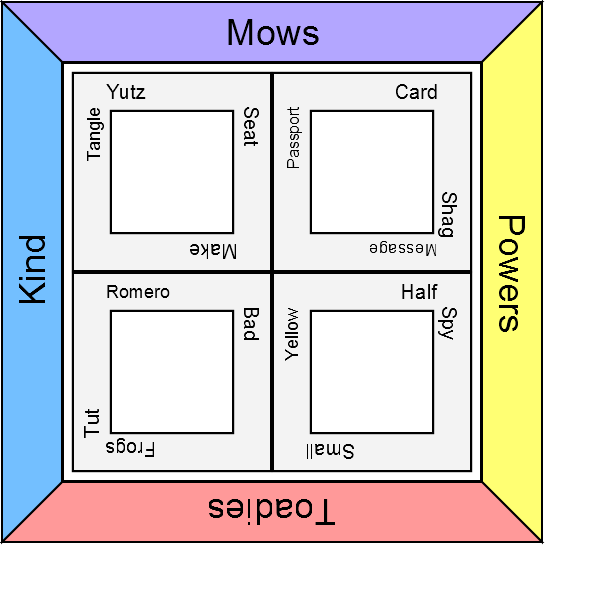 Mows
Kind
Powers
Toadies
Yutz
Tangle
Seat
Make
Card
Passport
Shag
Message
Romero
Tut
Bad
Frogs
Half
Yellow
Spy
Small